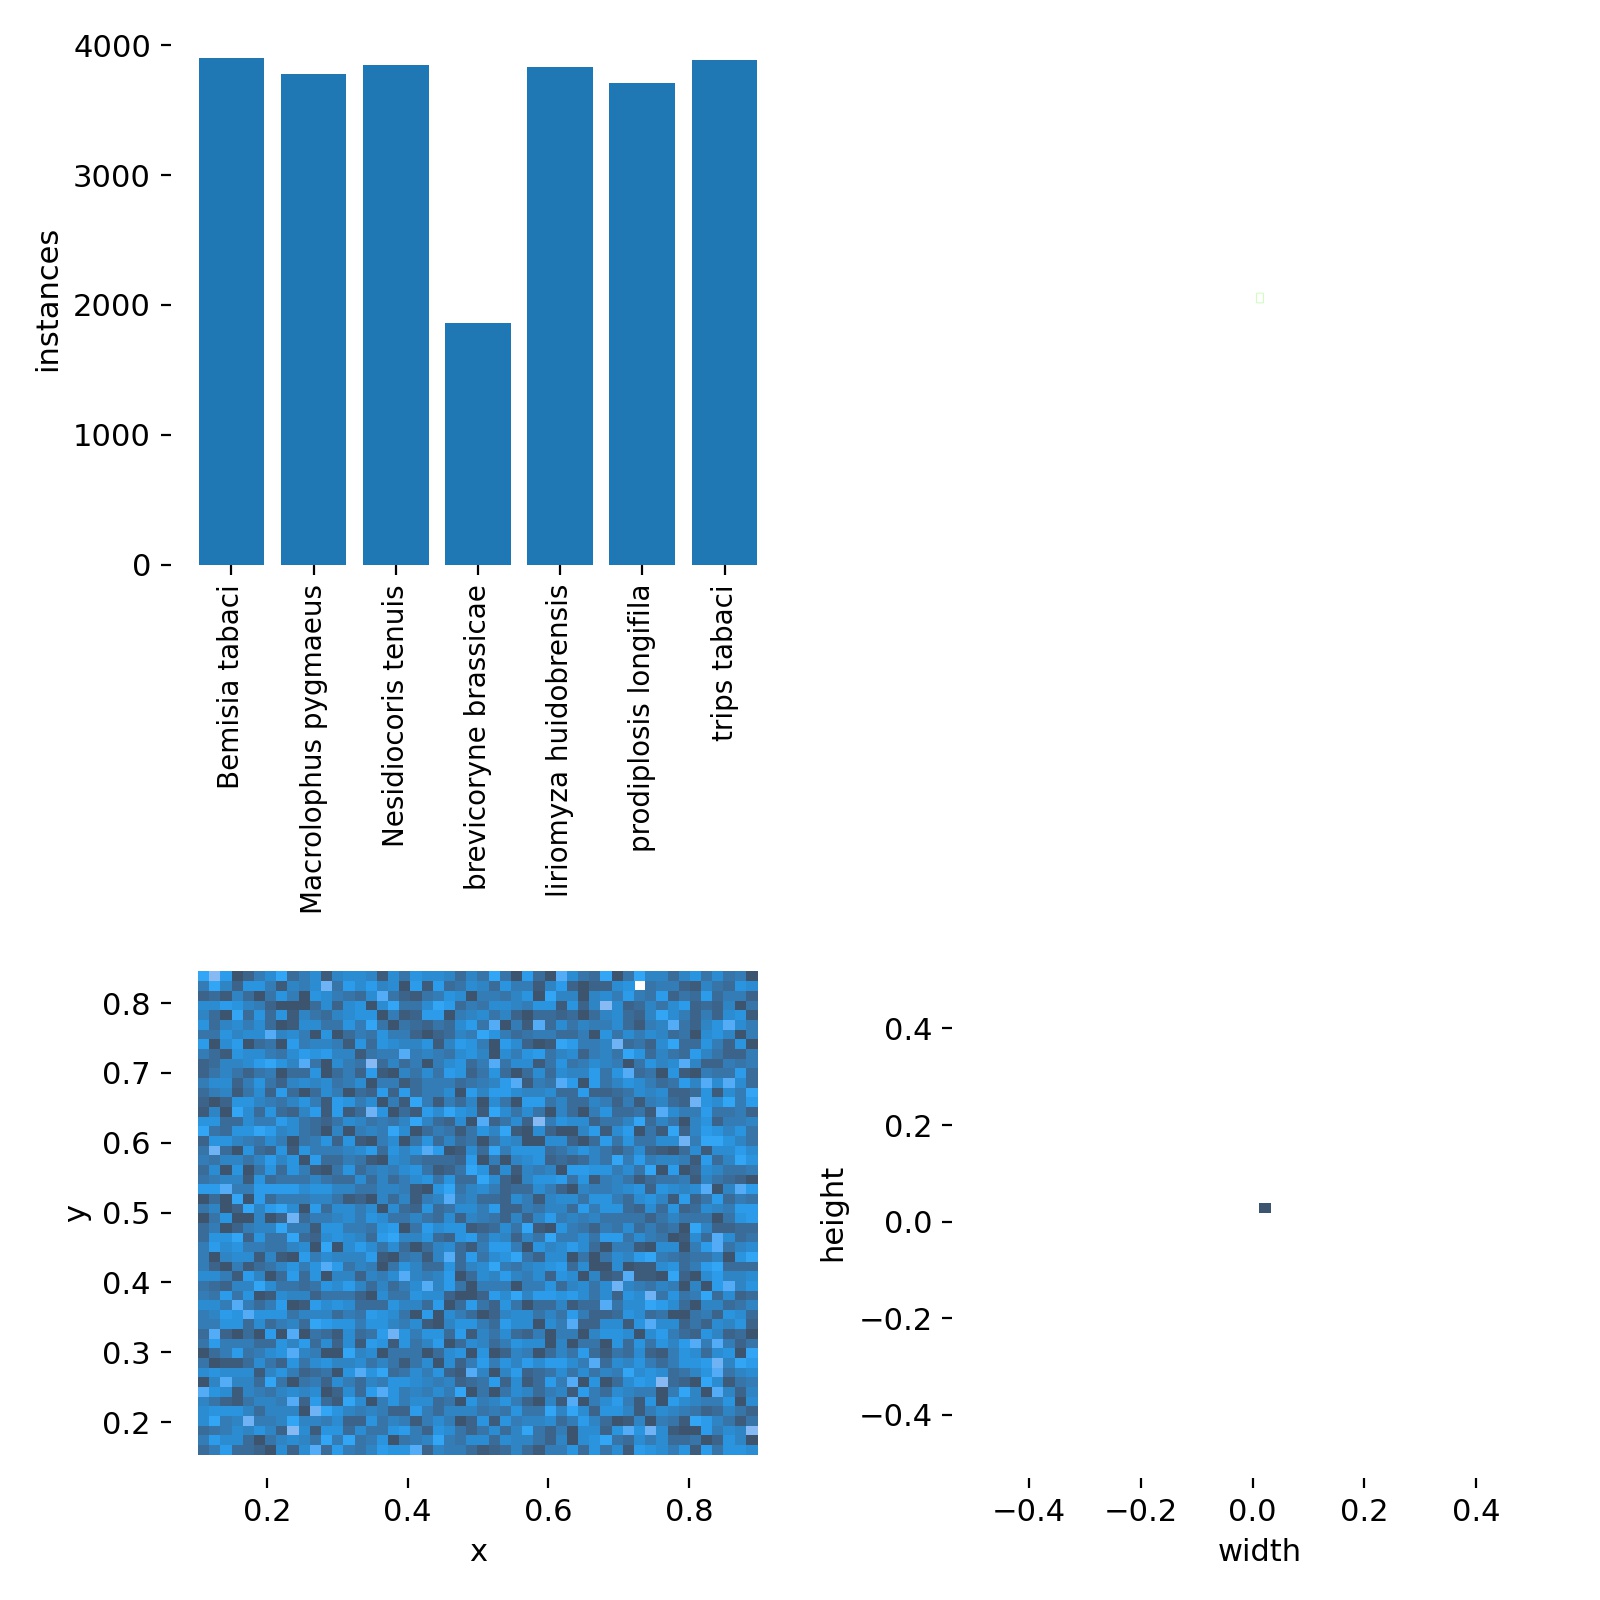 4000
3000
2000
1000
0
instances
Bemisia tabaci
Macrolophus pygmaeus
Nesidiocoris tenuis
brevicoryne brassicae
liriomyza huidobrensis
prodiplosis longifila
trips tabaci
0.8
0.7
0.6
0.5
0.4
0.3
0.2
y
0.2 0.4 0.6 0.8
x
0.4
0.2
0.0
−0.2
−0.4
height
−0.4 −0.2 0.0 0.2 0.4
width